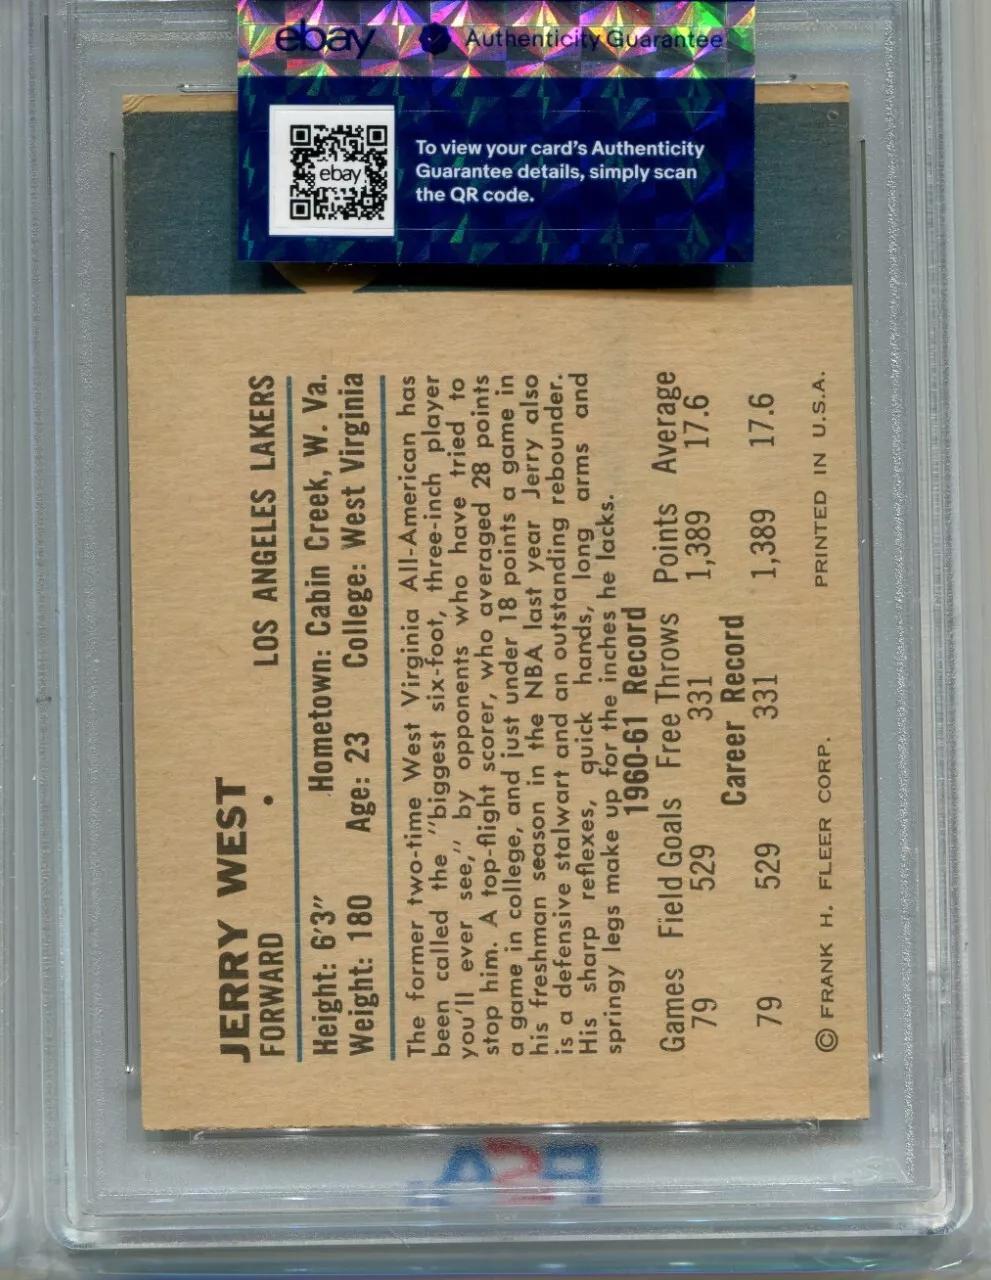 ebay Authenticity Guarantee
ebay
To view your card's Authenticity
Guarantee details, simply scan
the QR code.
JERRY WEST
FORWARD • LOS ANGELES LAKERS
Height: 6'3" Hometown: Cabin Creek, W. Va.
Weight: 180 Age: 23 College: West Virginia
The former two-time West Virginia All-American has
been called the "biggest six-foot, three-inch player
you'll ever see," by opponents who have tried to
stop him. A top-flight scorer, who averaged 28 points
a game in college, and just under 18 points a game in
his freshman season in the NBA last year Jerry also
is a defensive stalwart and an outstanding rebounder.
His sharp reflexes, quick hands, long arms and
springy legs make up for the inches he lacks.
1960-61 Record
Games Field Goals Free Throws Points Average
79 529 331 1,389 17.6
Career Record
79 529 331 1,389 17.6
© FRANK H. FLEER CORP. PRINTED IN U.S.A.
PSA